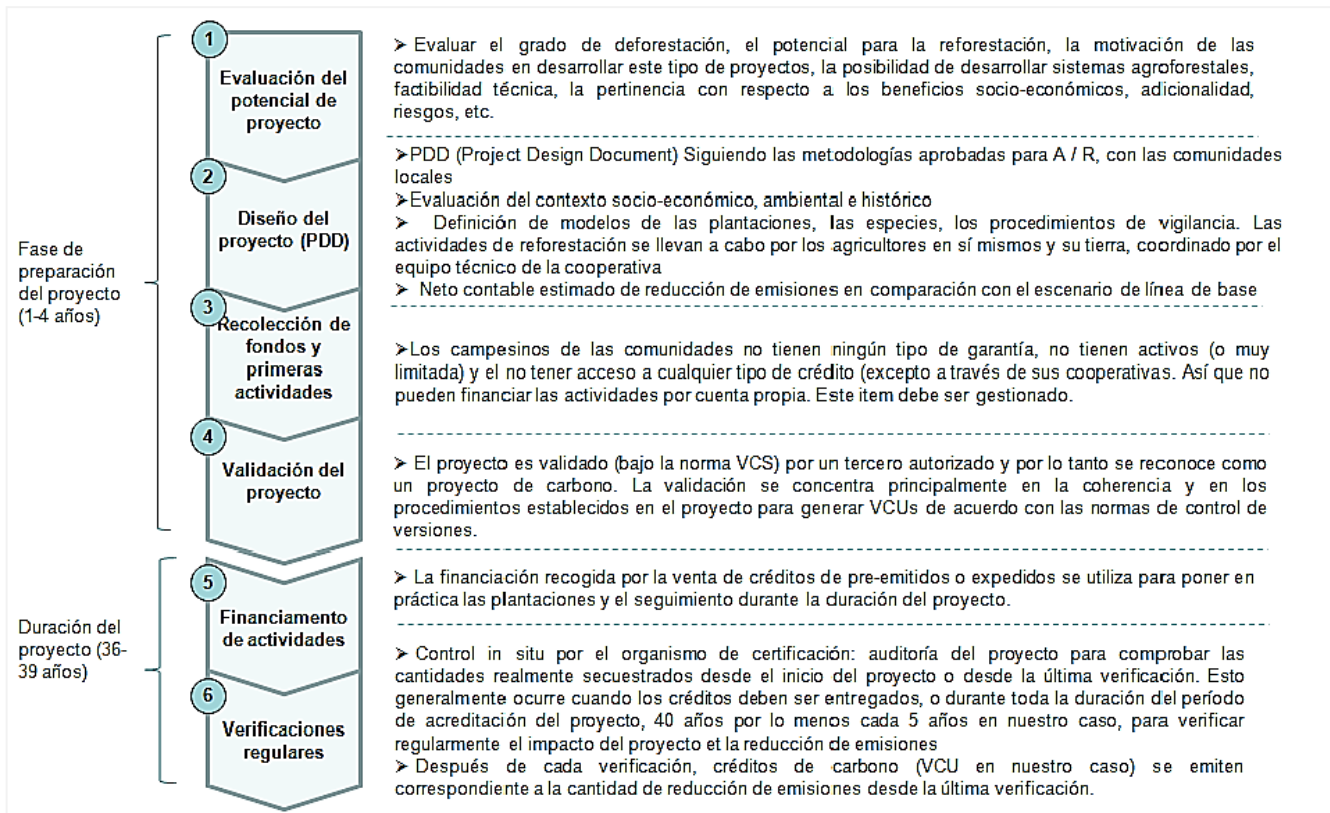 1
Evaluación del
potencial de
proyecto
➢ Evaluar el grado de deforestación, el potencial para la reforestación, la motivación de las
comunidades en desarrollar este tipo de proyectos, la posibilidad de desarrollar sistemas agroforestales,
factibilidad técnica, la pertinencia con respecto a los beneficios socio-económicos, adicionalidad,
riesgos, etc.
2
Diseño del
proyecto (PDD)
➢PDD (Project Design Document) Siguiendo las metodologías aprobadas para A / R, con las comunidades
locales
➢Evaluación del contexto socio-económico, ambiental e histórico
➢ Definición de modelos de las plantaciones, las especies, los procedimientos de vigilancia. Las
actividades de reforestación se llevan a cabo por los agricultores en sí mismos y su tierra, coordinado por el
equipo técnico de la cooperativa
➢ Neto contable estimado de reducción de emisiones en comparación con el escenario de línea de base
Fase de
preparación
del proyecto
(1-4 años)
3
Recolección de
fondos y
primeras
actividades
➢Los campesinos de las comunidades no tienen ningún tipo de garantía, no tienen activos (o muy
limitada) y el no tener acceso a cualquier tipo de crédito (excepto a través de sus cooperativas. Así que no
pueden financiar las actividades por cuenta propia. Este item debe ser gestionado.
4
Validación del
proyecto
➢ El proyecto es validado (bajo la norma VCS) por un tercero autorizado y por lo tanto se reconoce como
un proyecto de carbono. La validación se concentra principalmente en la coherencia y en los
procedimientos establecidos en el proyecto para generar VCUs de acuerdo con las normas de control de
versiones.
5
Financiamento
de actividades
➢ La financiación recogida por la venta de créditos de pre-emitidos o expedidos se utiliza para poner en
práctica las plantaciones y el seguimiento durante la duración del proyecto.
Duración del
proyecto (36-
39 años)
6
Verificaciones
regulares
➢ Control in situ por el organismo de certificación: auditoría del proyecto para comprobar las
cantidades realmente secuestrados desde el inicio del proyecto o desde la última verificación. Esto
generalmente ocurre cuando los créditos deben ser entregados, o durante toda la duración del período
de acreditación del proyecto, 40 años por lo menos cada 5 años en nuestro caso, para verificar
regularmente el impacto del proyecto et la reducción de emisiones
➢ Después de cada verificación, créditos de carbono (VCU en nuestro caso) se emiten
correspondiente a la cantidad de reducción de emisiones desde la última verificación.